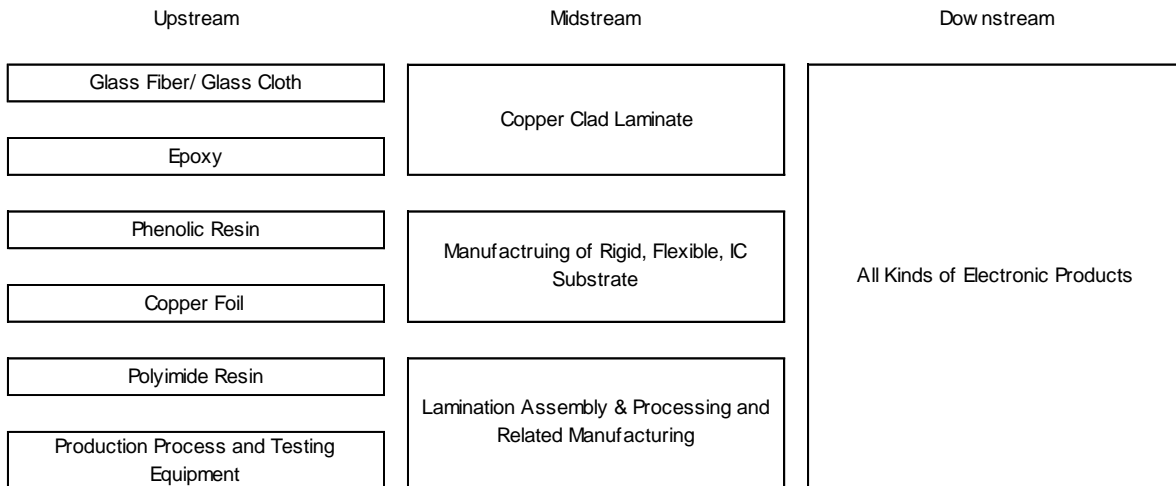 Upstream
Midstream
Downstream
Glass Fiber/ Glass Cloth
Epoxy
Phenolic Resin
Copper Foil
Polyimide Resin
Production Process and Testing
Equipment
Copper Clad Laminate
Manufactruing of Rigid, Flexible, IC
Substrate
Lamination Assembly & Processing and
Related Manufacturing
All Kinds of Electronic Products